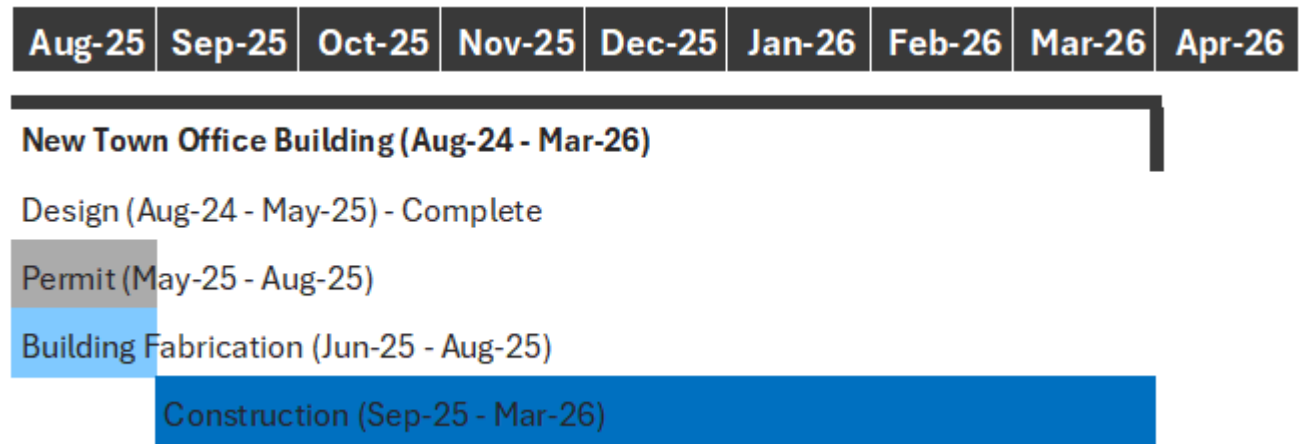 Aug-25 Sep-25 Oct-25 Nov-25 Dec-25 Jan-26 Feb-26 Mar-26 Apr-26
New Town Office Building (Aug-24 - Mar-26)
Design (Aug-24 - May-25) - Complete
Permit (May-25 - Aug-25)
Building Fabrication (Jun-25 - Aug-25)
Construction (Sep-25 - Mar-26)